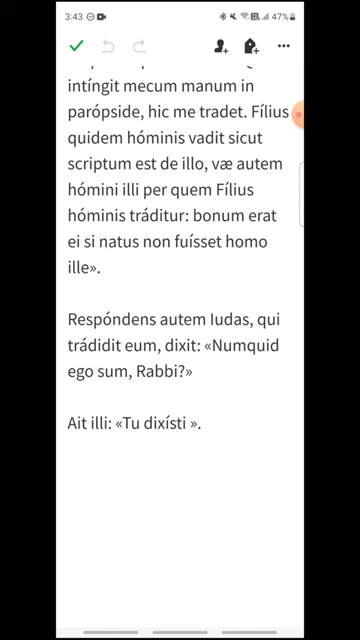 3:43
47%
intíngit mecum manum in
parópside, hic me tradet. Fílius
quidem hóminis vadit sicut
scriptum est de illo, væ autem
hómini illi per quem Fílius
hóminis tráditur: bonum erat
ei si natus non fuísset homo
ille».
Respóndens autem Iudas, qui
trádidit eum, dixit: «Numquid
ego sum, Rabbi?»
Ait illi: «Tu dixísti ».